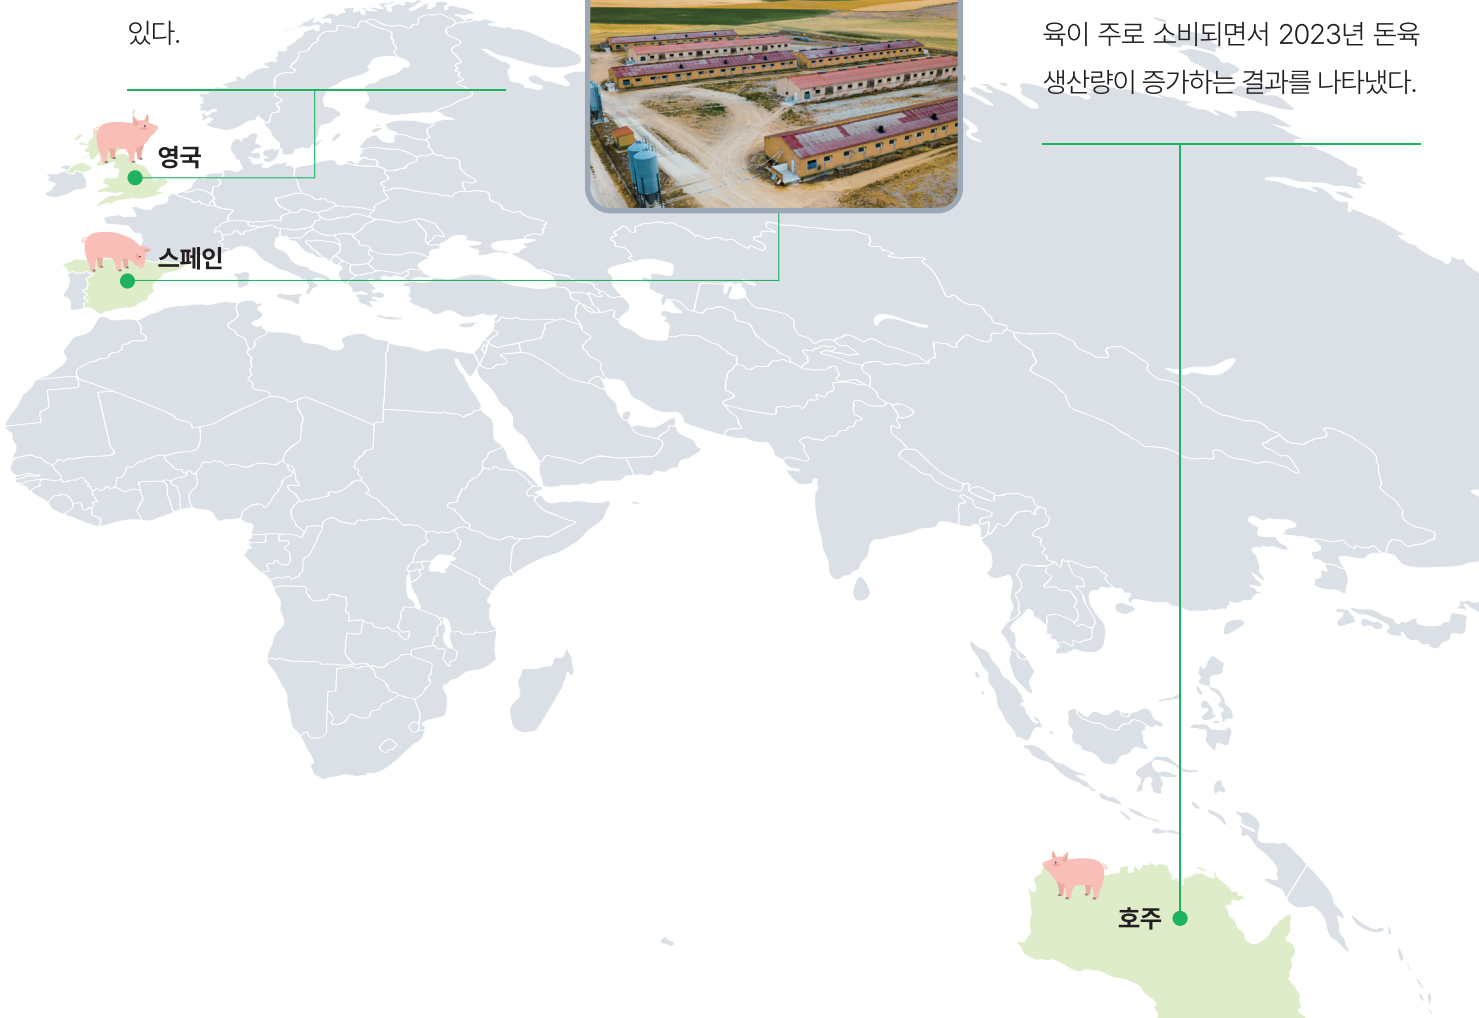 있다.
육이 주로 소비되면서 2023년 돈육
생산량이 증가하는 결과를 나타냈다.
영국
스페인
호주